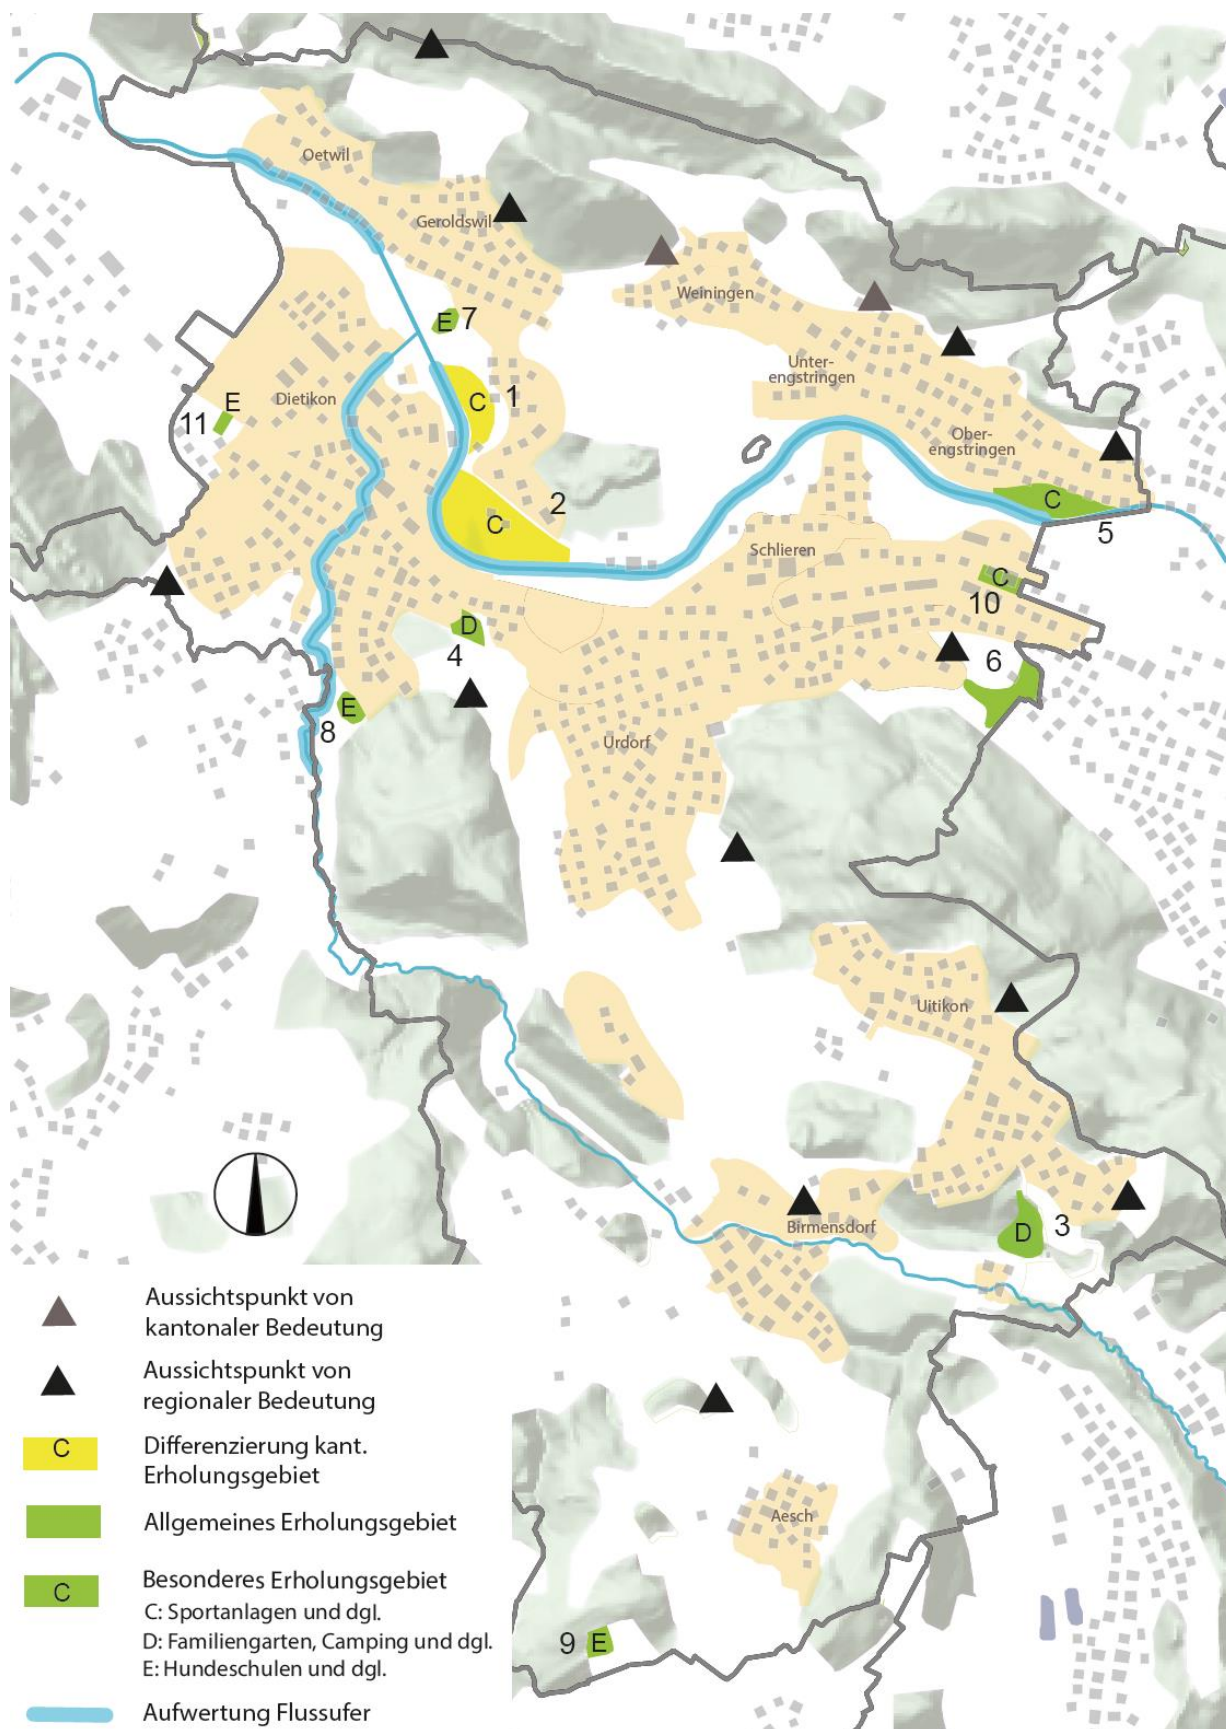 Oetwil
Geroldswil
Weiningen
E 7
Unter-
engstringen
C 1
Dietikon
E
11
Ober-
engstringen
C 2
C
5
Schlieren
C
10
D
4
6
E
8
Urdorf
Uitikon
Birmensdorf
D 3
Aesch
9 E
Aussichtspunkt von
kantonaler Bedeutung
Aussichtspunkt von
regionaler Bedeutung
C Differenzierung kant.
Erholungsgebiet
Allgemeines Erholungsgebiet
C Besonderes Erholungsgebiet
C: Sportanlagen und dgl.
D: Familiengarten, Camping und dgl.
E: Hundeschulen und dgl.
Aufwertung Flussufer